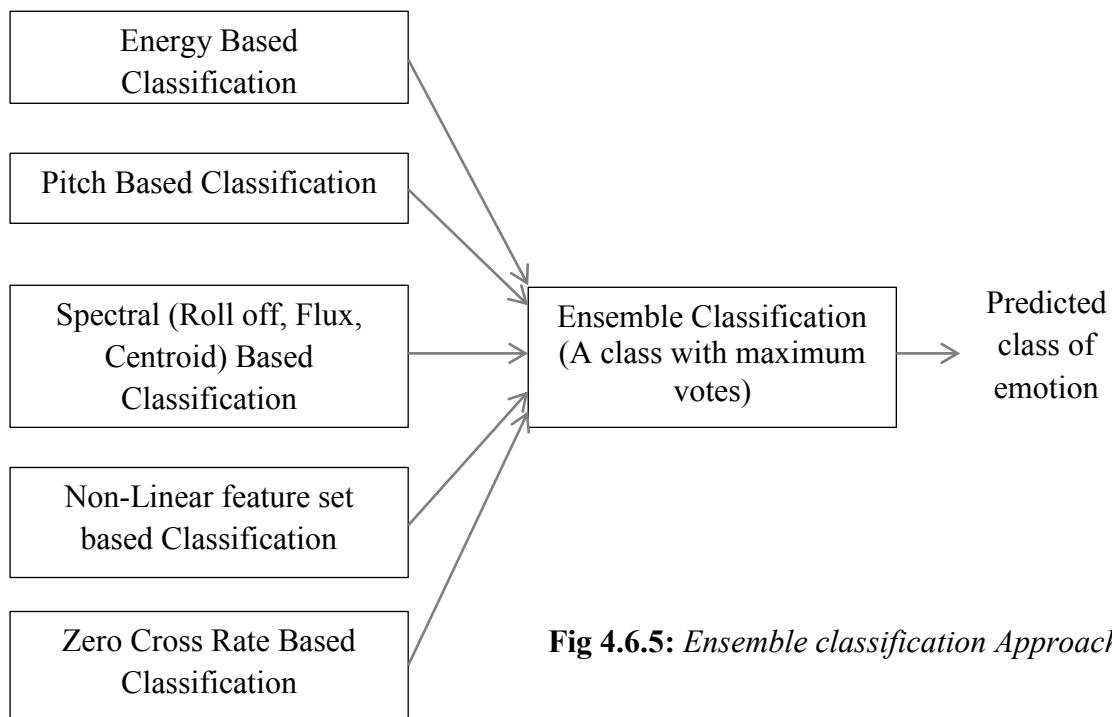 Energy Based
Classification
Pitch Based Classification
Spectral (Roll off, Flux,
Centroid) Based
Classification
Non-Linear feature set
based Classification
Zero Cross Rate Based
Classification
Ensemble Classification
(A class with maximum
votes)
Predicted
class of
emotion
Fig 4.6.5: Ensemble classification Approach